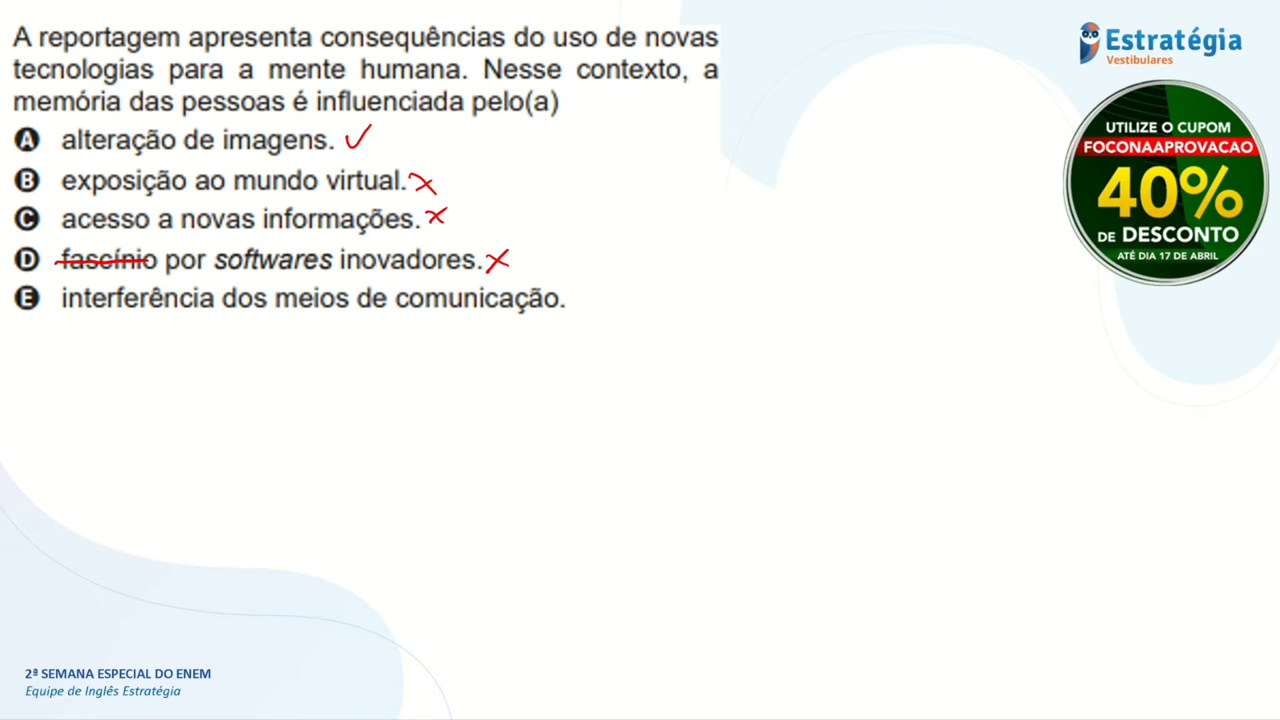 A reportagem apresenta consequências do uso de novas
tecnologias para a mente humana. Nesse contexto, a
memória das pessoas é influenciada pelo(a)
A alteração de imagens.
B exposição ao mundo virtual.
C acesso a novas informações.
D fascínio por softwares inovadores.
E interferência dos meios de comunicação.
Estratégia
Vestibulares
UTILIZE O CUPOM
FOCONAAPROVACAO
40%
DE DESCONTO
ATÉ DIA 17 DE ABRIL
2ª SEMANA ESPECIAL DO ENEM
Equipe de Inglês Estratégia